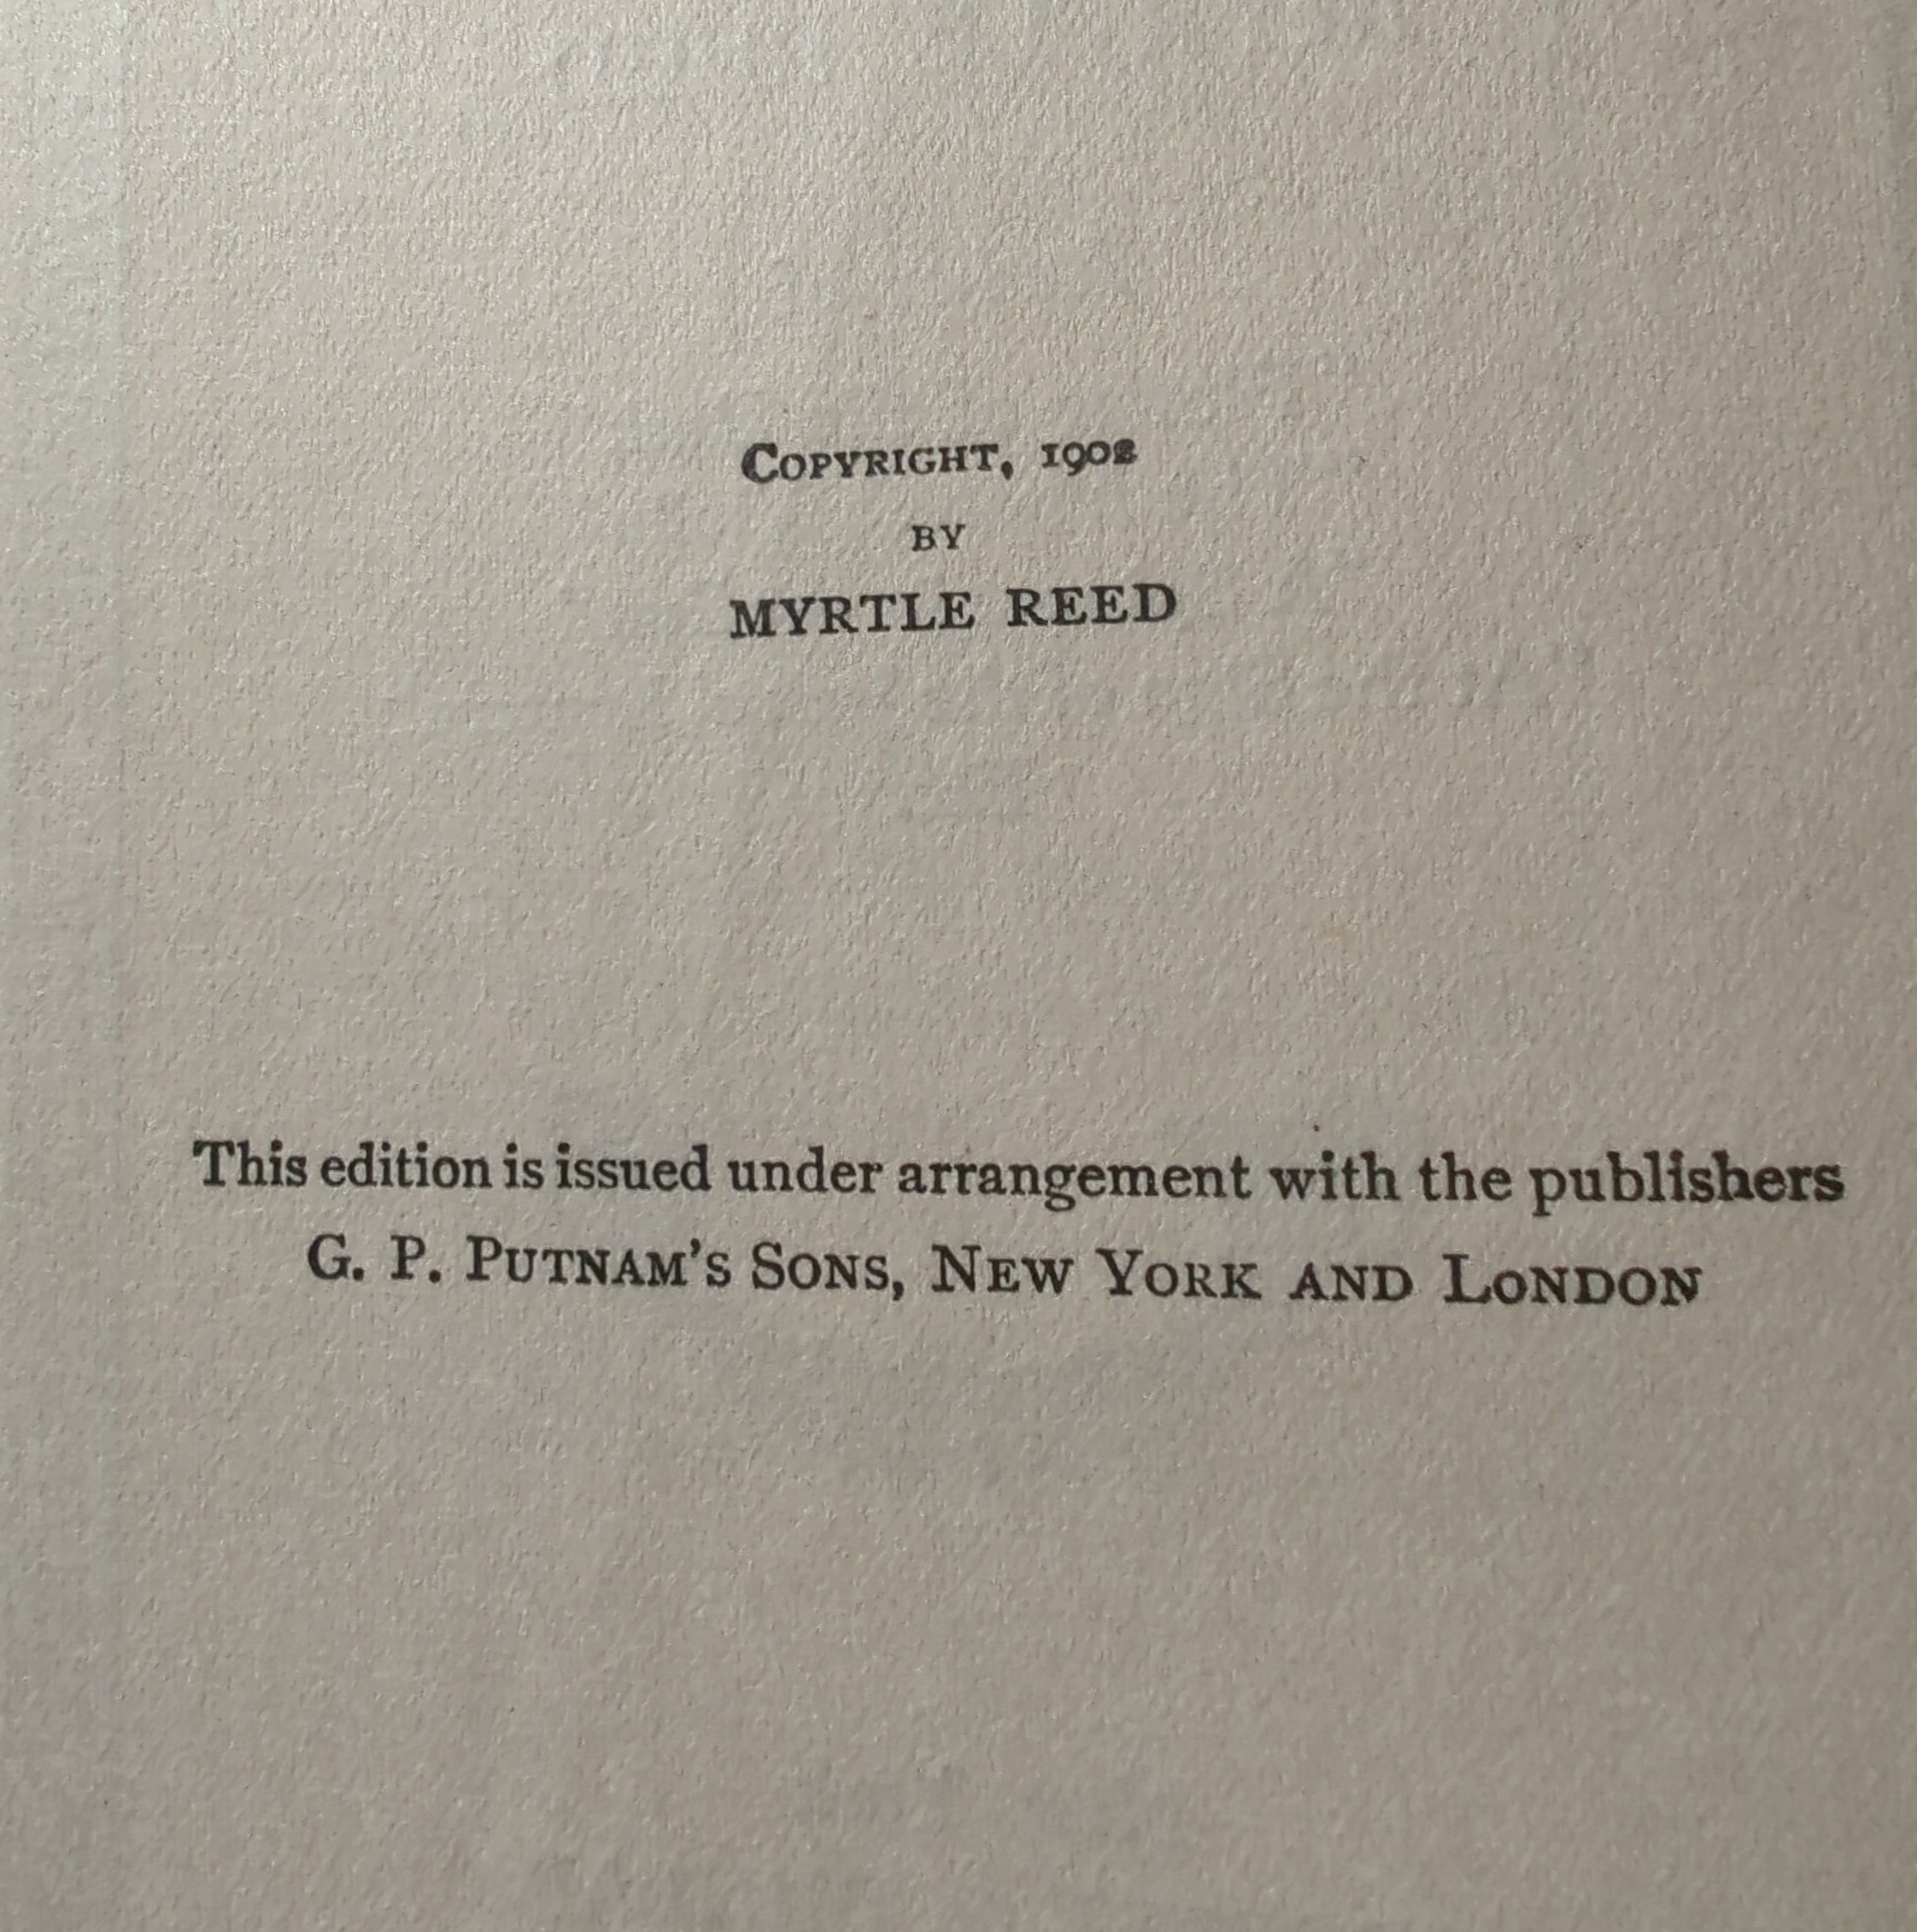 COPYRIGHT, 1902
BY
MYRTLE REED
This edition is issued under arrangement with the publishers
G. P. PUTNAM'S SONS, NEW YORK AND LONDON